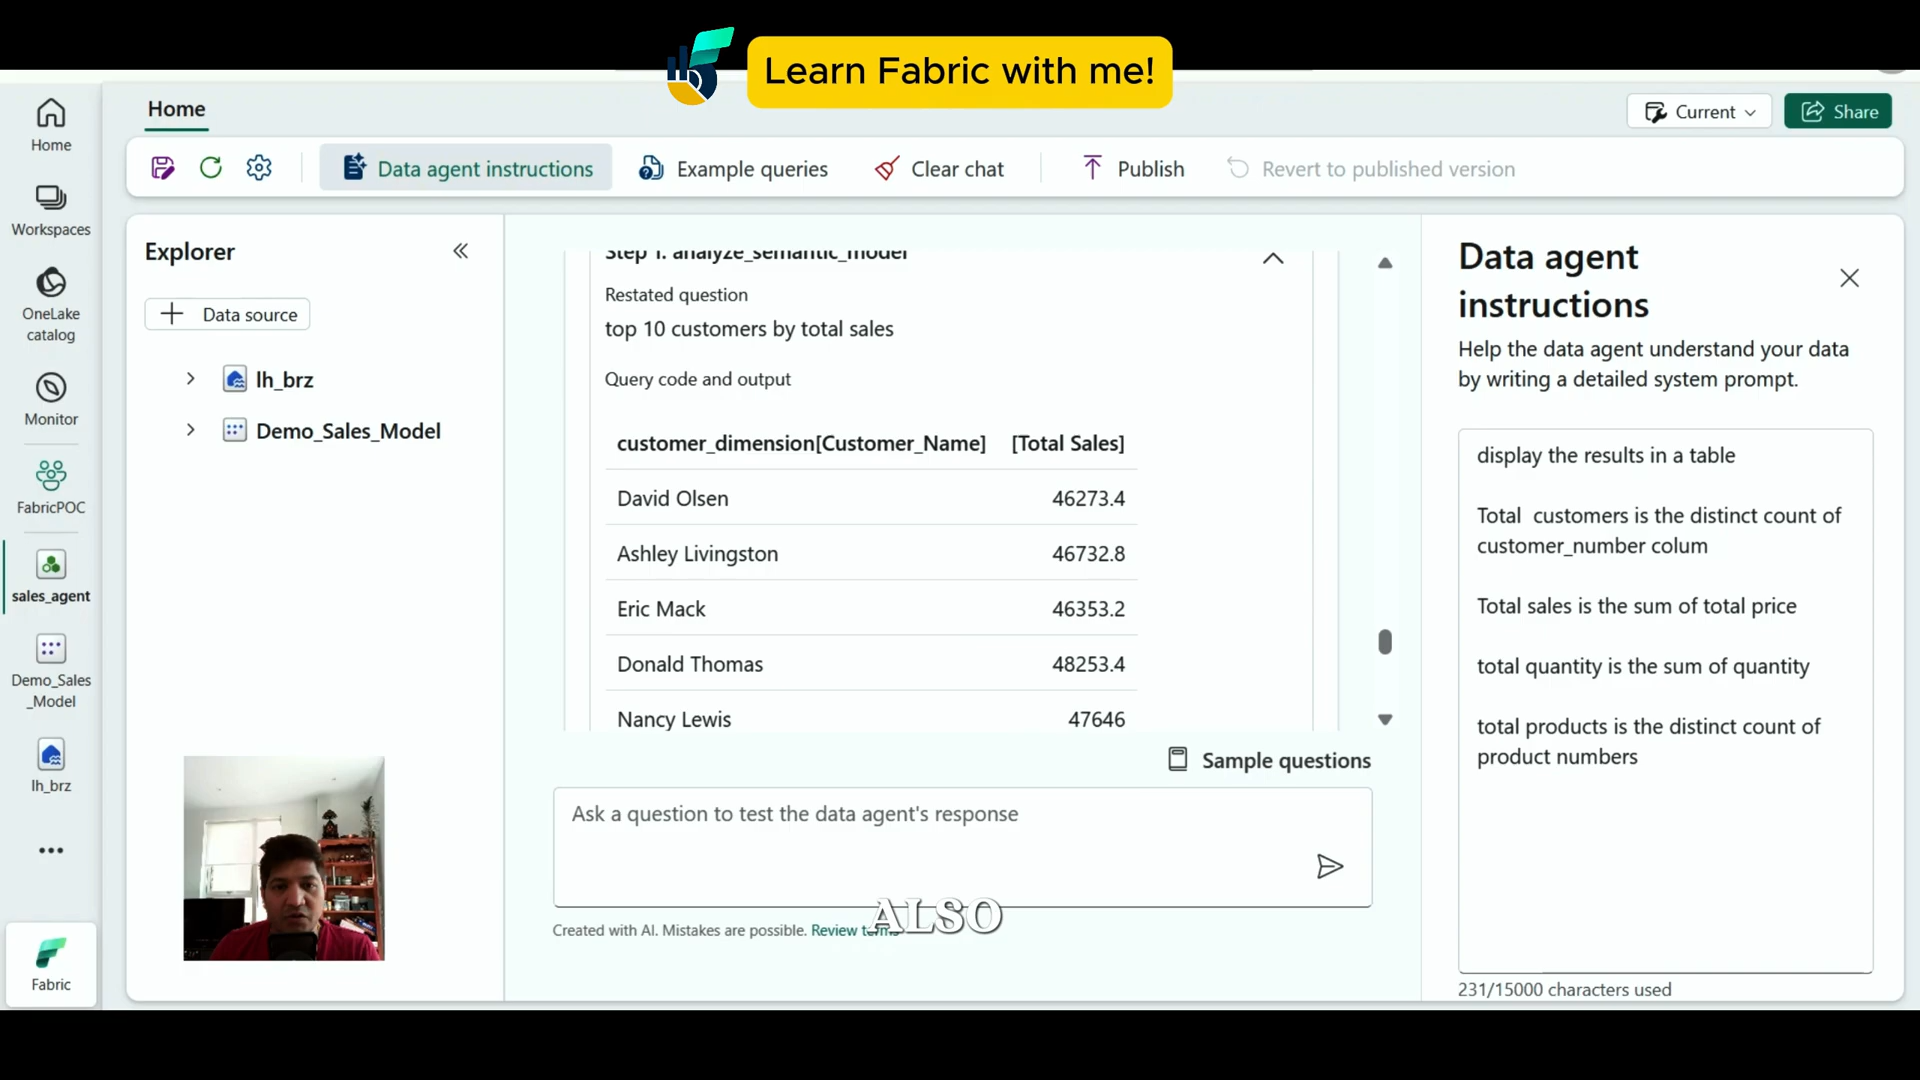 Learn Fabric with me!
Home
Current
Share
Data agent instructions
Example queries
Clear chat
Publish
Revert to published version
Home
Workspaces
OneLake
catalog
Monitor
FabricPOC
sales_agent
Demo_Sales
_Model
lh_brz
Fabric
Explorer
Data source
lh_brz
Demo_Sales_Model
Step 1. analyze_semantic_model
Restated question
top 10 customers by total sales
Query code and output
customer_dimension[Customer_Name] [Total Sales]
David Olsen 46273.4
Ashley Livingston 46732.8
Eric Mack 46353.2
Donald Thomas 48253.4
Nancy Lewis 47646
Sample questions
Ask a question to test the data agent's response
Created with AI. Mistakes are possible. Review terms
ALSO
Data agent
instructions
Help the data agent understand your data
by writing a detailed system prompt.
display the results in a table
Total customers is the distinct count of
customer_number colum
Total sales is the sum of total price
total quantity is the sum of quantity
total products is the distinct count of
product numbers
231/15000 characters used